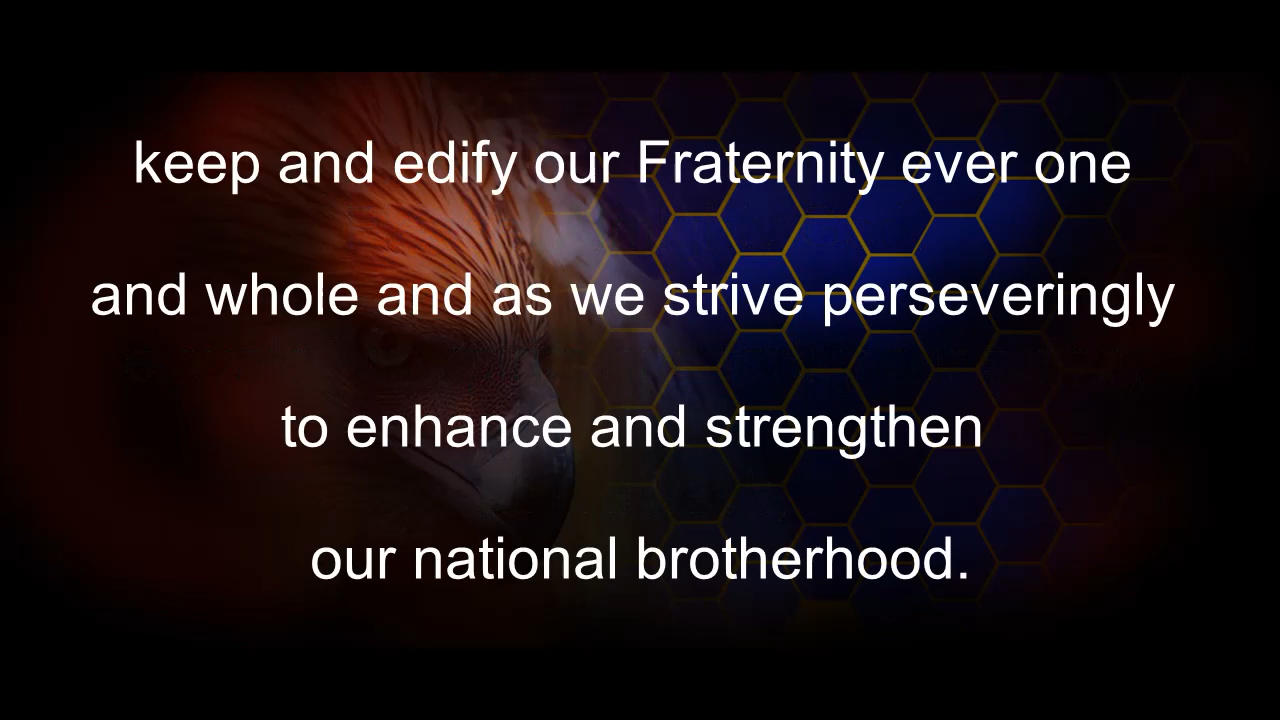 keep and edify our Fraternity ever one
and whole and as we strive perseveringly
to enhance and strengthen
our national brotherhood.